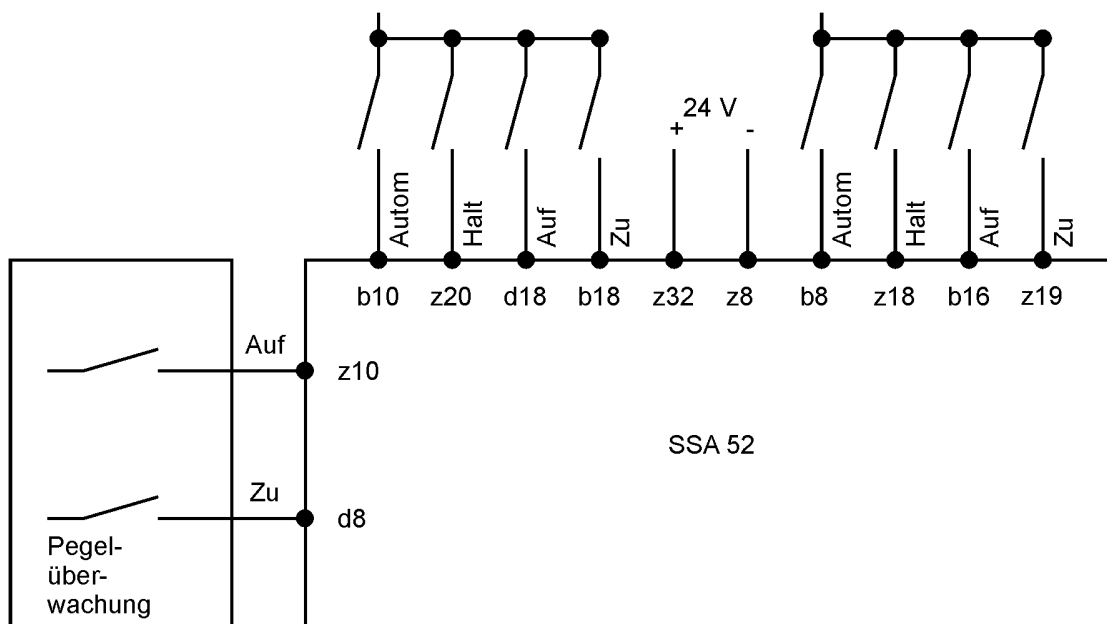 24 V
+ -
Autom Halt Auf Zu Autom Halt Auf Zu
b10 z20 d18 b18 z32 z8 b8 z18 b16 z19
Auf
z10
SSA 52
Zu
d8
Pegel-
über-
wachung